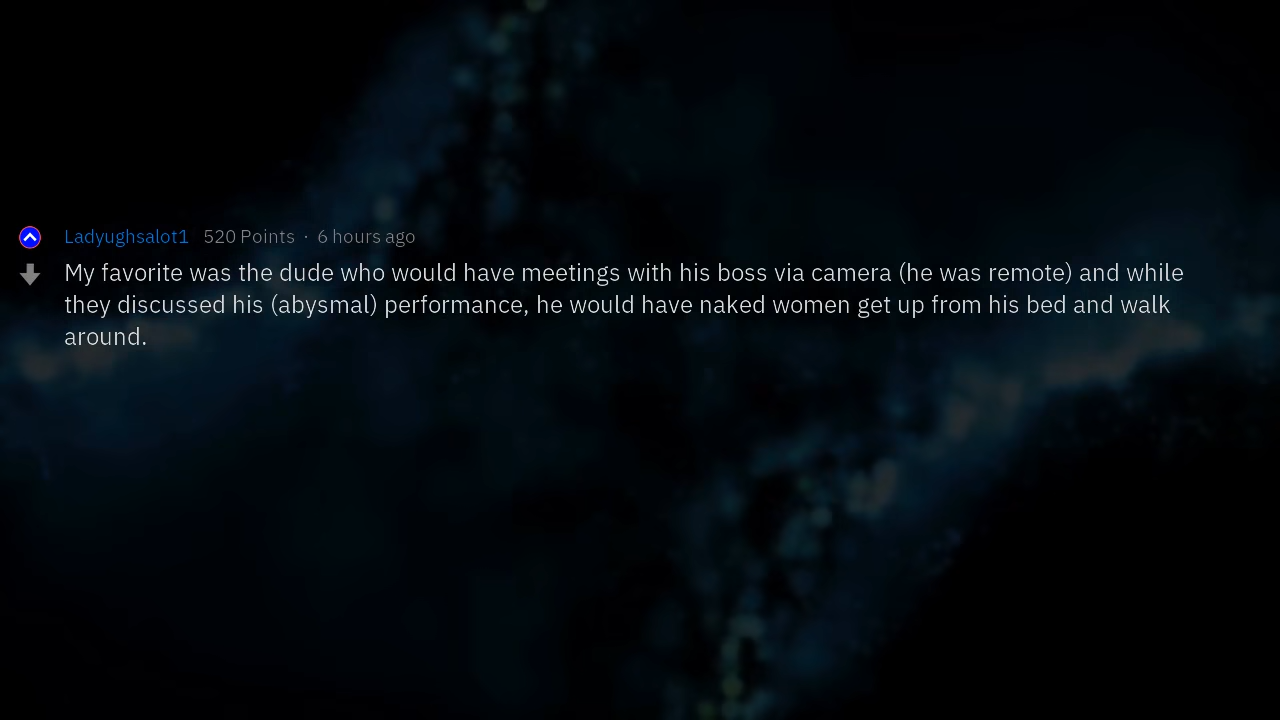 Ladyughsalot1 520 Points · 6 hours ago
My favorite was the dude who would have meetings with his boss via camera (he was remote) and while
they discussed his (abysmal) performance, he would have naked women get up from his bed and walk
around.